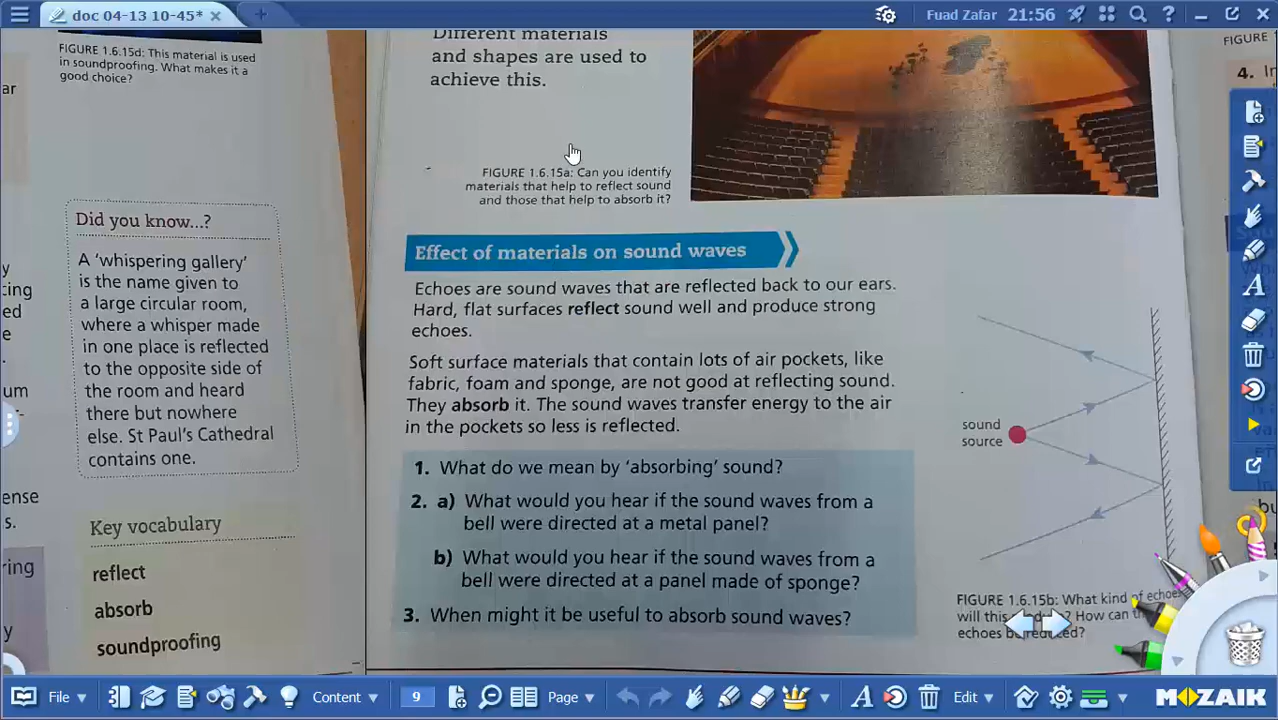 doc 04-13 10-45*
Fuad Zafar 21:56
FIGURE 1.6.15d: This material is used
in soundproofing. What makes it a
good choice?
ar
Did you know...?
A 'whispering gallery'
is the name given to
a large circular room,
where a whisper made
in one place is reflected
to the opposite side of
the room and heard
there but nowhere
else. St Paul's Cathedral
contains one.
Key vocabulary
reflect
absorb
soundproofing
y
cing
ed
e
um
ense
s.
ring
y
Different materials
and shapes are used to
achieve this.
FIGURE 1.6.15a: Can you identify
materials that help to reflect sound
and those that help to absorb it?
Effect of materials on sound waves
Echoes are sound waves that are reflected back to our ears.
Hard, flat surfaces reflect sound well and produce strong
echoes.
Soft surface materials that contain lots of air pockets, like
fabric, foam and sponge, are not good at reflecting sound.
They absorb it. The sound waves transfer energy to the air
in the pockets so less is reflected.
1. What do we mean by 'absorbing' sound?
2. a) What would you hear if the sound waves from a
bell were directed at a metal panel?
b) What would you hear if the sound waves from a
bell were directed at a panel made of sponge?
3. When might it be useful to absorb sound waves?
sound
source
FIGURE 1.6.15b: What kind of echoes
will this ? How can
echoes be reduced?
FIGURE
4. In
File
Content
9
Page
Edit
MOZAIK